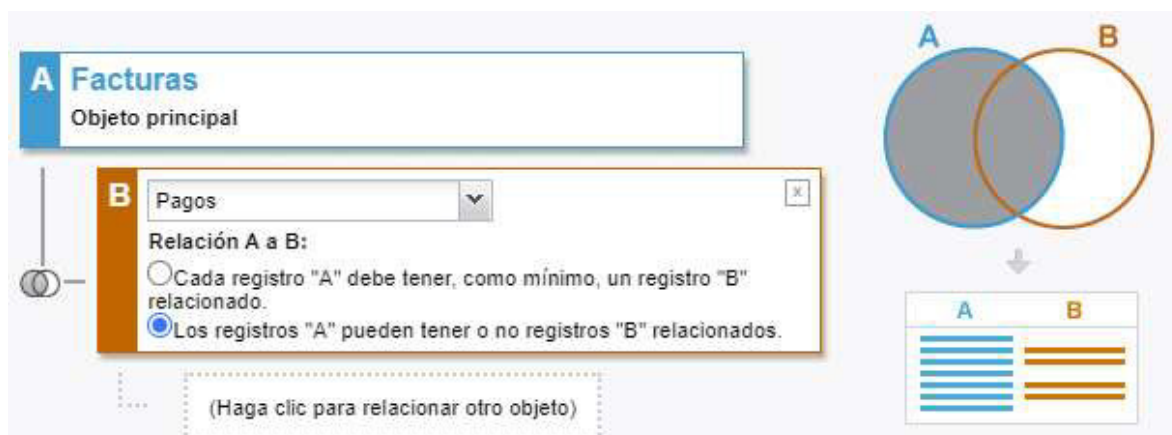 A Facturas
Objeto principal
B Pagos
x
Relación A a B:
Cada registro "A" debe tener, como mínimo, un registro "B"
relacionado.
Los registros "A" pueden tener o no registros "B" relacionados.
(Haga clic para relacionar otro objeto)
A B
A B